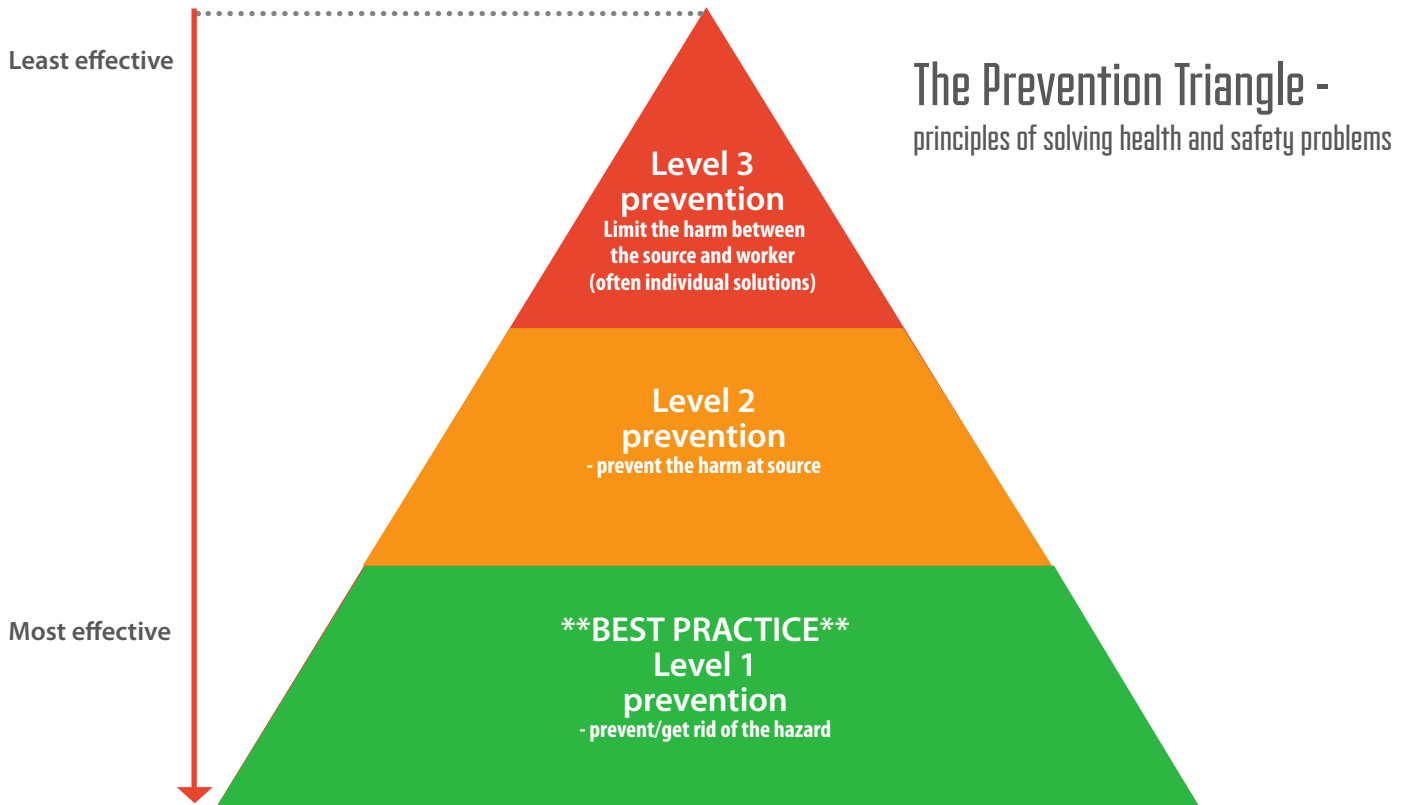 Least effective
The Prevention Triangle -
principles of solving health and safety problems
Level 3
prevention
Limit the harm between
the source and worker
(often individual solutions)
Level 2
prevention
- prevent the harm at source
Most effective
**BEST PRACTICE**
Level 1
prevention
- prevent/get rid of the hazard